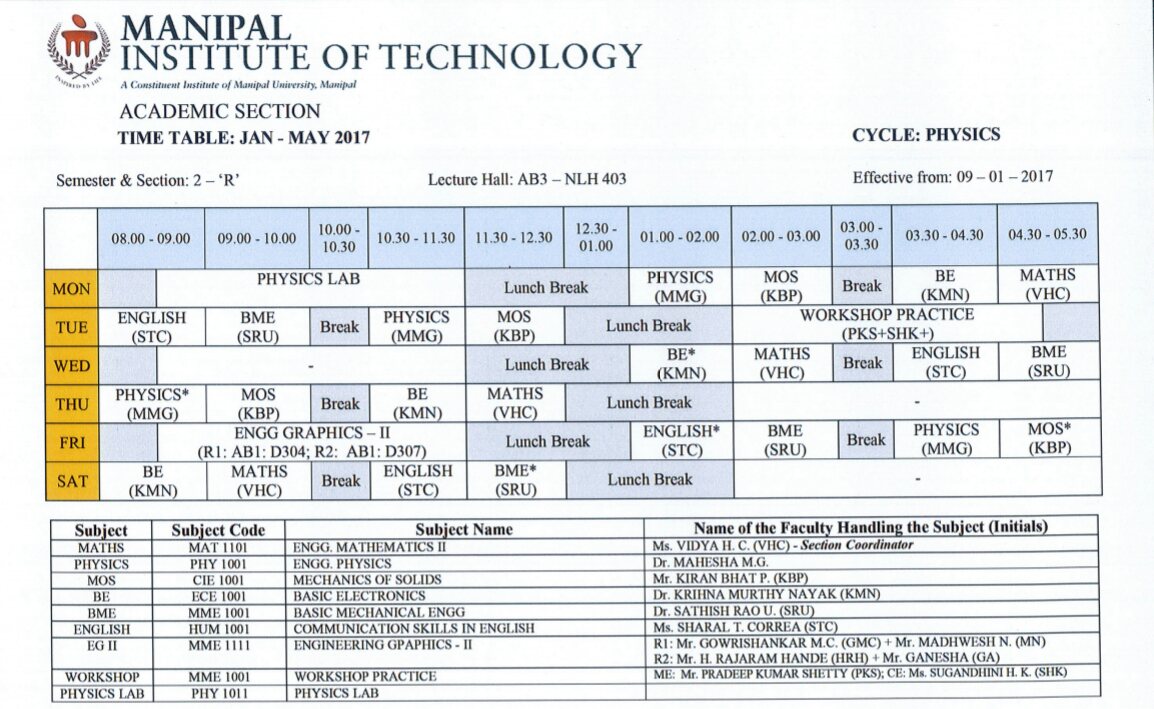 MANIPAL
INSTITUTE OF TECHNOLOGY
INSPIRED BY LIFE
A Constituent Institute of Manipal University, Manipal
ACADEMIC SECTION
TIME TABLE: JAN - MAY 2017
CYCLE: PHYSICS
Semester & Section: 2 – ‘R’ Lecture Hall: AB3 – NLH 403 Effective from: 09 – 01 – 2017
08.00 - 09.00 09.00 - 10.00 10.00 - 10.30 10.30 - 11.30 11.30 - 12.30 12.30 - 01.00 01.00 - 02.00 02.00 - 03.00 03.00 - 03.30 03.30 - 04.30 04.30 - 05.30
MON PHYSICS LAB Lunch Break PHYSICS (MMG) MOS (KBP) Break BE (KMN) MATHS (VHC)
TUE ENGLISH (STC) BME (SRU) Break PHYSICS (MMG) MOS (KBP) Lunch Break WORKSHOP PRACTICE (PKS+SHK+)
WED - Lunch Break BE* (KMN) MATHS (VHC) Break ENGLISH (STC) BME (SRU)
THU PHYSICS* (MMG) MOS (KBP) Break BE (KMN) MATHS (VHC) Lunch Break -
FRI ENGG GRAPHICS – II (R1: AB1: D304; R2: AB1: D307) Lunch Break ENGLISH* (STC) BME (SRU) Break PHYSICS (MMG) MOS* (KBP)
SAT BE (KMN) MATHS (VHC) Break ENGLISH (STC) BME* (SRU) Lunch Break -
Subject Subject Code Subject Name Name of the Faculty Handling the Subject (Initials)
MATHS MAT 1101 ENGG. MATHEMATICS II Ms. VIDYA H. C. (VHC) - Section Coordinator
PHYSICS PHY 1001 ENGG. PHYSICS Dr. MAHESHA M.G.
MOS CIE 1001 MECHANICS OF SOLIDS Mr. KIRAN BHAT P. (KBP)
BE ECE 1001 BASIC ELECTRONICS Dr. KRIHNA MURTHY NAYAK (KMN)
BME MME 1001 BASIC MECHANICAL ENGG Dr. SATHISH RAO U. (SRU)
ENGLISH HUM 1001 COMMUNICATION SKILLS IN ENGLISH Ms. SHARAL T. CORREA (STC)
EG II MME 1111 ENGINEERING GPAPHICS - II R1: Mr. GOWRISHANKAR M.C. (GMC) + Mr. MADHWESH N. (MN)
R2: Mr. H. RAJARAM HANDE (HRH) + Mr. GANESHA (GA)
WORKSHOP MME 1001 WORKSHOP PRACTICE ME: Mr. PRADEEP KUMAR SHETTY (PKS); CE: Ms. SUGANDHINI H. K. (SHK)
PHYSICS LAB PHY 1011 PHYSICS LAB